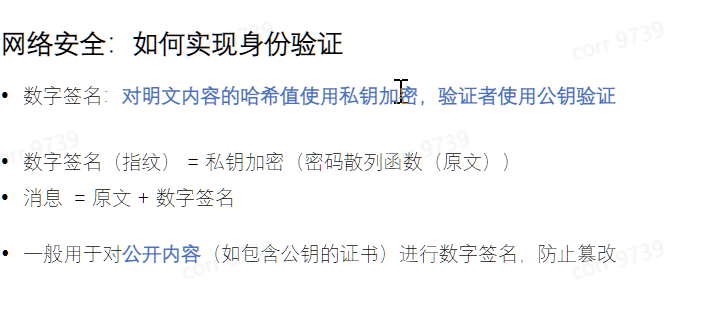 网络安全：如何实现身份验证
• 数字签名：对明文内容的哈希值使用私钥加密，验证者使用公钥验证
• 数字签名（指纹） = 私钥加密（密码散列函数（原文））
• 消息 = 原文 + 数字签名
• 一般用于对公开内容（如包含公钥的证书）进行数字签名，防止篡改
corr 9739